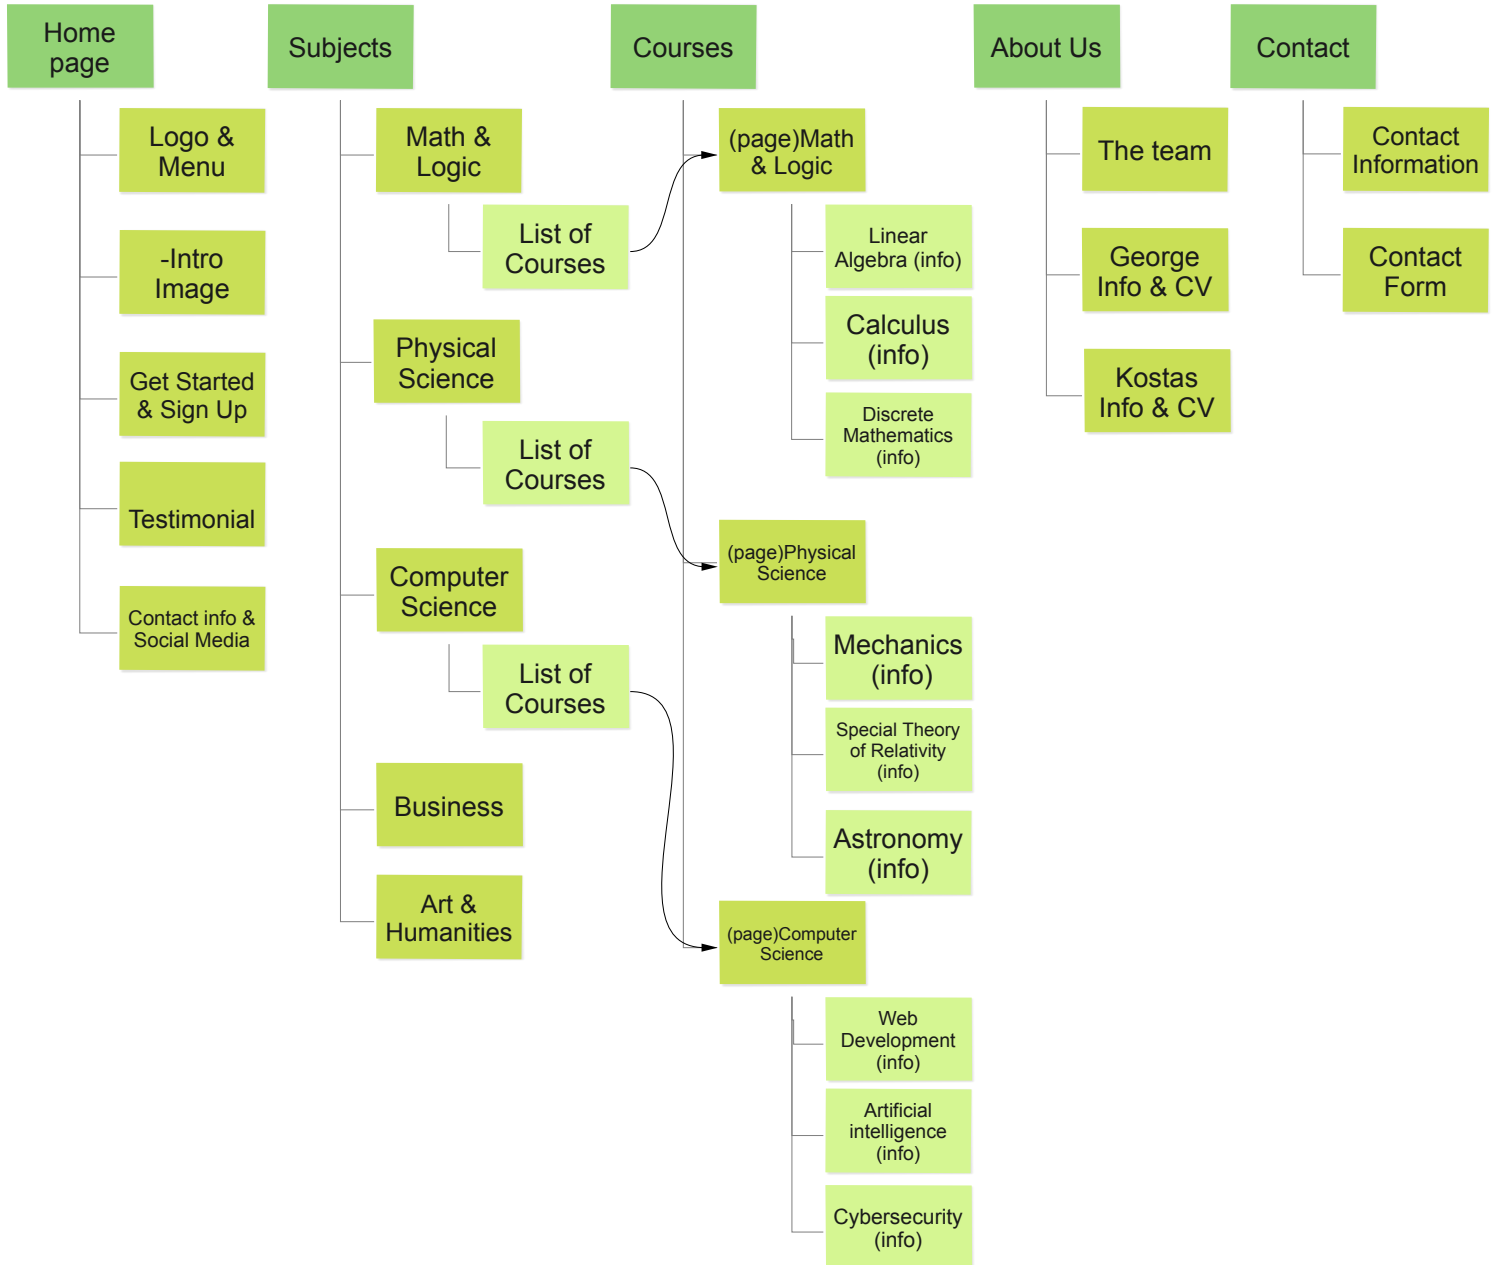 Home
page
Subjects
Courses
About Us
Contact
Logo &
Menu
-Intro
Image
Get Started
& Sign Up
Testimonial
Contact info &
Social Media
Math &
Logic
List of
Courses
Physical
Science
List of
Courses
Computer
Science
List of
Courses
Business
Art &
Humanities
(page)Math
& Logic
Linear
Algebra (info)
Calculus
(info)
Discrete
Mathematics
(info)
(page)Physical
Science
Mechanics
(info)
Special Theory
of Relativity
(info)
Astronomy
(info)
(page)Computer
Science
Web
Development
(info)
Artificial
intelligence
(info)
Cybersecurity
(info)
The team
George
Info & CV
Kostas
Info & CV
Contact
Information
Contact
Form